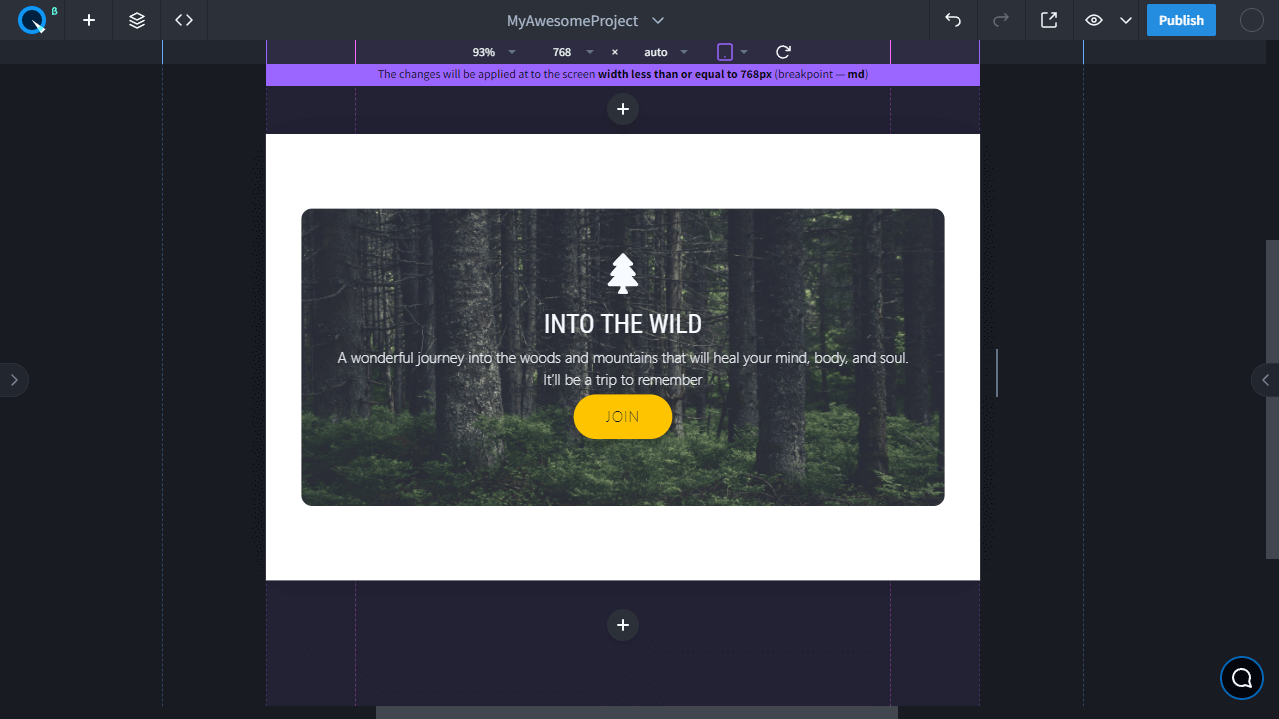 β
MyAwesomeProject
Publish
93% 768 × auto
The changes will be applied at to the screen width less than or equal to 768px (breakpoint — md)
INTO THE WILD
A wonderful journey into the woods and mountains that will heal your mind, body, and soul.
It'll be a trip to remember
JOIN